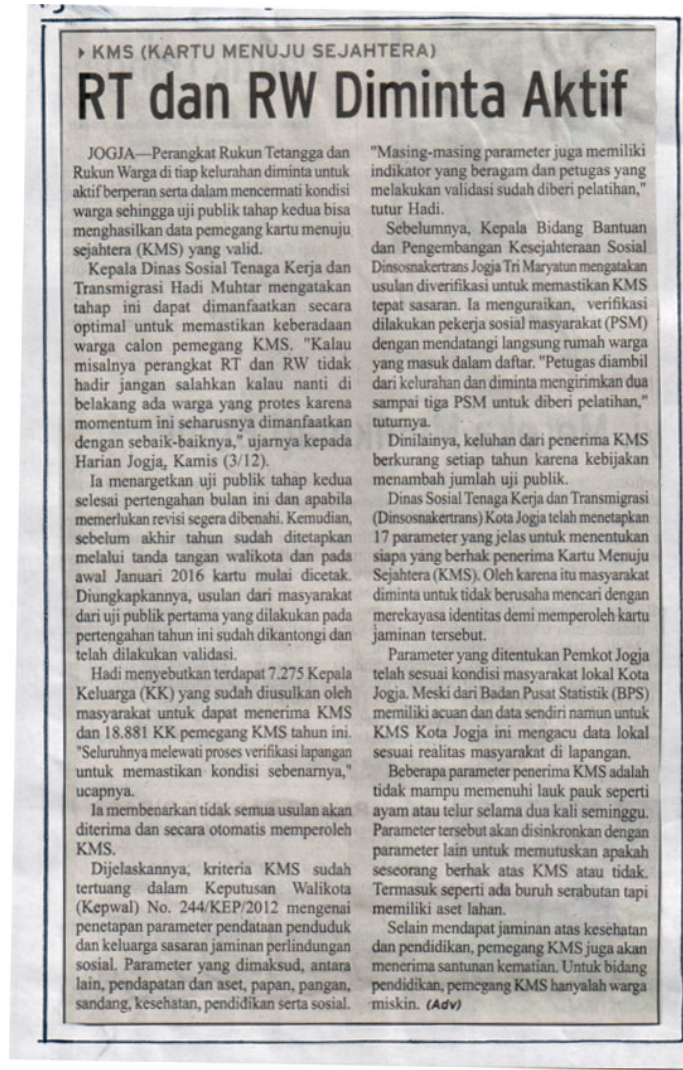 ▸ KMS (KARTU MENUJU SEJAHTERA)
RT dan RW Diminta Aktif
JOGJA—Perangkat Rukun Tetangga dan
Rukun Warga di tiap kelurahan diminta untuk
aktif berperan serta dalam mencermati kondisi
warga sehingga uji publik tahap kedua bisa
menghasilkan data pemegang kartu menuju
sejahtera (KMS) yang valid.
Kepala Dinas Sosial Tenaga Kerja dan
Transmigrasi Hadi Muhtar mengatakan
tahap ini dapat dimanfaatkan secara
optimal untuk memastikan keberadaan
warga calon pemegang KMS. "Kalau
misalnya perangkat RT dan RW tidak
hadir jangan salahkan kalau nanti di
belakang ada warga yang protes karena
momentum ini seharusnya dimanfaatkan
dengan sebaik-baiknya," ujarnya kepada
Harian Jogja, Kamis (3/12).
Ia menargetkan uji publik tahap kedua
selesai pertengahan bulan ini dan apabila
memerlukan revisi segera dibenahi. Kemudian,
sebelum akhir tahun sudah ditetapkan
melalui tanda tangan walikota dan pada
awal Januari 2016 kartu mulai dicetak.
Diungkapkannya, usulan dari masyarakat
dari uji publik pertama yang dilakukan pada
pertengahan tahun ini sudah dikantongi dan
telah dilakukan validasi.
Hadi menyebutkan terdapat 7.275 Kepala
Keluarga (KK) yang sudah diusulkan oleh
masyarakat untuk dapat menerima KMS
dan 18.881 KK pemegang KMS tahun ini.
"Seluruhnya melewati proses verifikasi lapangan
untuk memastikan kondisi sebenarnya,"
ucapnya.
Ia membenarkan tidak semua usulan akan
diterima dan secara otomatis memperoleh
KMS.
Dijelaskannya, kriteria KMS sudah
tertuang dalam Keputusan Walikota
(Kepwal) No. 244/KEP/2012 mengenai
penetapan parameter pendataan penduduk
dan keluarga sasaran jaminan perlindungan
sosial. Parameter yang dimaksud, antara
lain, pendapatan dan aset, papan, pangan,
sandang, kesehatan, pendidikan serta sosial.
"Masing-masing parameter juga memiliki
indikator yang beragam dan petugas yang
melakukan validasi sudah diberi pelatihan,"
tutur Hadi.
Sebelumnya, Kepala Bidang Bantuan
dan Pengembangan Kesejahteraan Sosial
Dinsosnakertrans Jogja Tri Maryatun mengatakan
usulan diverifikasi untuk memastikan KMS
tepat sasaran. Ia menguraikan, verifikasi
dilakukan pekerja sosial masyarakat (PSM)
dengan mendatangi langsung rumah warga
yang masuk dalam daftar. "Petugas diambil
dari kelurahan dan diminta mengirimkan dua
sampai tiga PSM untuk diberi pelatihan,"
tuturnya.
Dinilainya, keluhan dari penerima KMS
berkurang setiap tahun karena kebijakan
menambah jumlah uji publik.
Dinas Sosial Tenaga Kerja dan Transmigrasi
(Dinsosnakertrans) Kota Jogja telah menetapkan
17 parameter yang jelas untuk menentukan
siapa yang berhak penerima Kartu Menuju
Sejahtera (KMS). Oleh karena itu masyarakat
diminta untuk tidak berusaha mencari dengan
merekayasa identitas demi memperoleh kartu
jaminan tersebut.
Parameter yang ditentukan Pemkot Jogja
telah sesuai kondisi masyarakat lokal Kota
Jogja. Meski dari Badan Pusat Statistik (BPS)
memiliki acuan dan data sendiri namun untuk
KMS Kota Jogja ini mengacu data lokal
sesuai realitas masyarakat di lapangan.
Beberapa parameter penerima KMS adalah
tidak mampu memenuhi lauk pauk seperti
ayam atau telur selama dua kali seminggu.
Parameter tersebut akan disinkronkan dengan
parameter lain untuk memutuskan apakah
seseorang berhak atas KMS atau tidak.
Termasuk seperti ada buruh serabutan tapi
memiliki aset lahan.
Selain mendapat jaminan atas kesehatan
dan pendidikan, pemegang KMS juga akan
menerima santunan kematian. Untuk bidang
pendidikan, pemegang KMS hanyalah warga
miskin. (Adv)